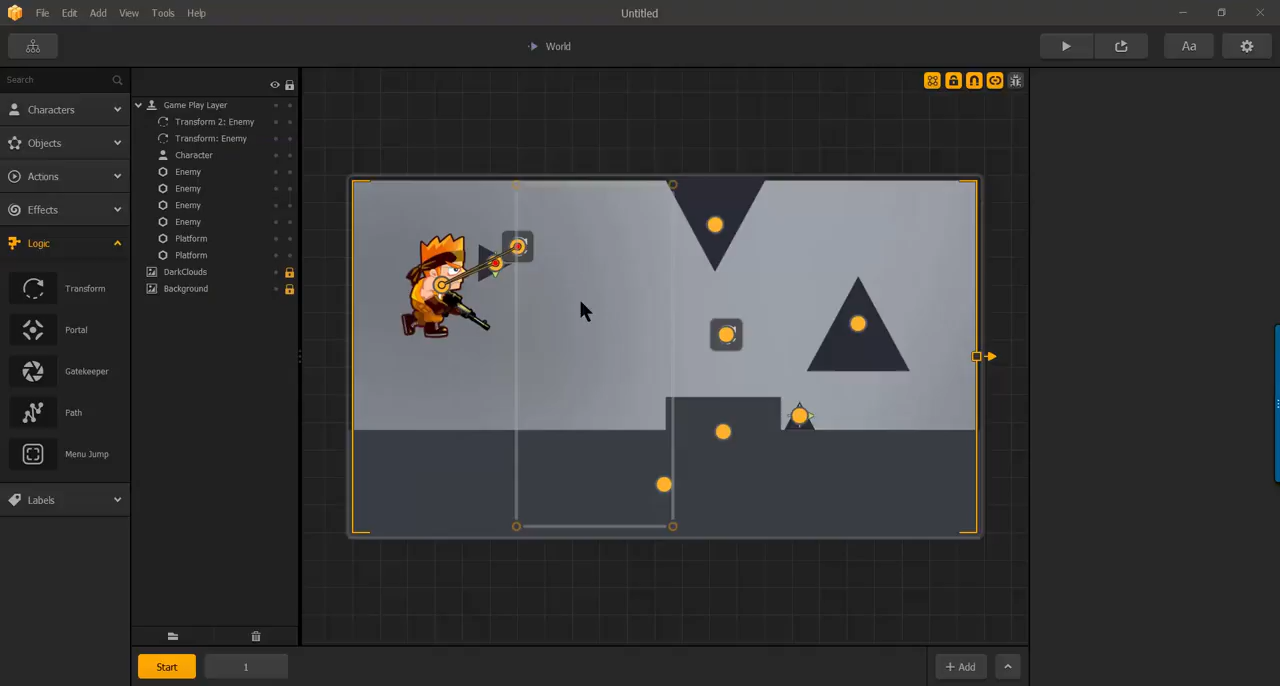 File Edit Add View Tools Help
Untitled
World
Aa
Search
Characters
Objects
Actions
Effects
Logic
Transform
Portal
Gatekeeper
Path
Menu Jump
Labels
Game Play Layer
Transform 2: Enemy
Transform: Enemy
Character
Enemy
Enemy
Enemy
Enemy
Platform
Platform
DarkClouds
Background
Start
1
+ Add